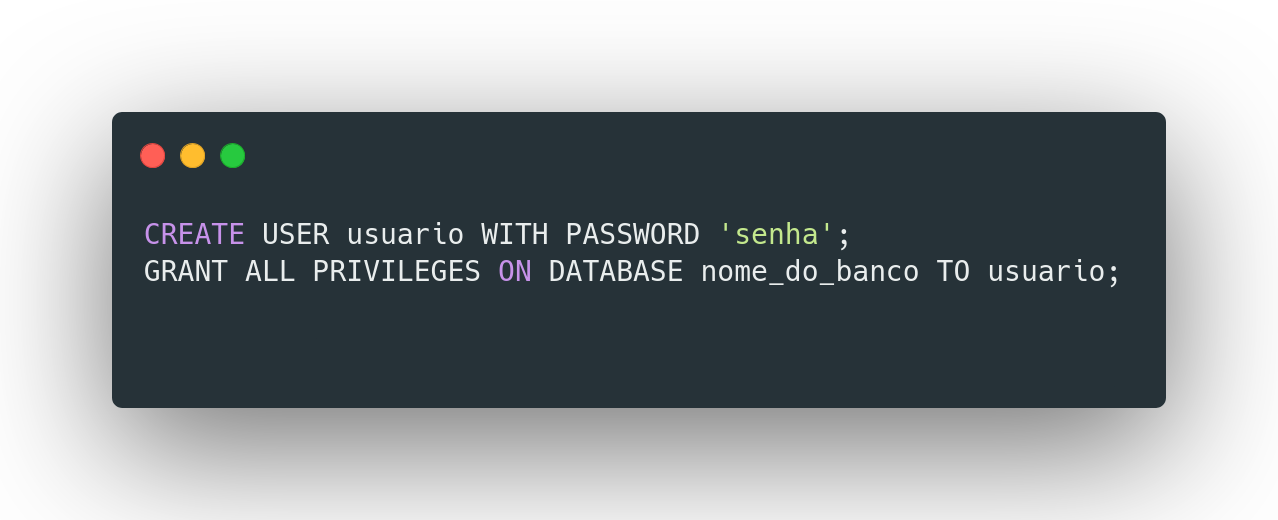 CREATE USER usuario WITH PASSWORD 'senha';
GRANT ALL PRIVILEGES ON DATABASE nome_do_banco TO usuario;